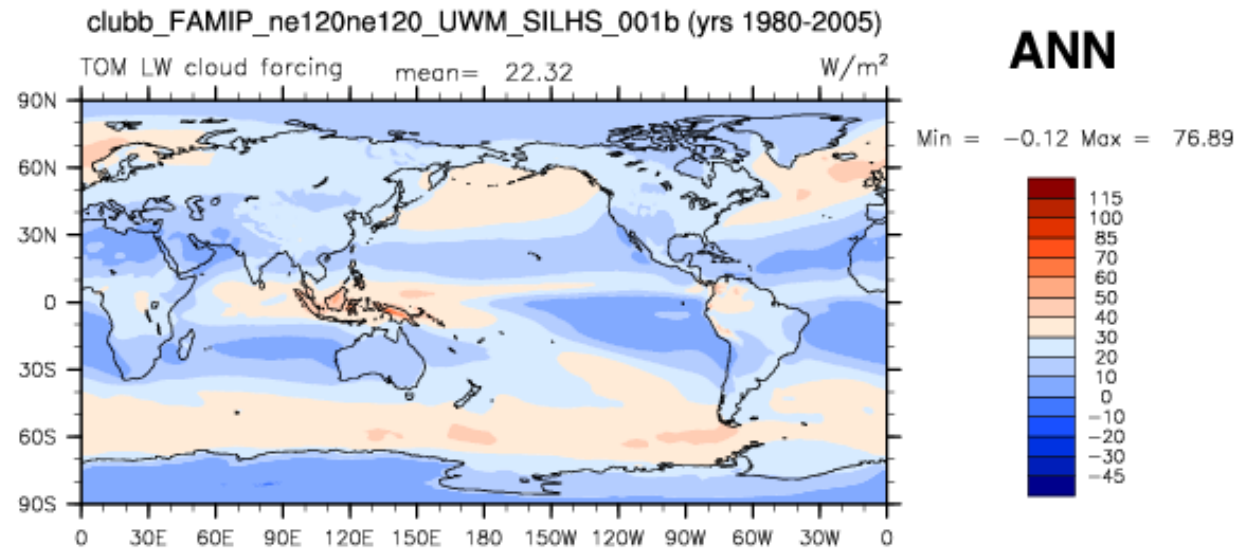 clubb_FAMIP_ne120ne120_UWM_SILHS_001b (yrs 1980-2005)
ANN
TOM LW cloud forcing mean= 22.32 W/m²
Min = -0.12 Max = 76.89
90N
60N
30N
0
30S
60S
90S
0 30E 60E 90E 120E 150E 180 150W 120W 90W 60W 30W 0
115
100
85
70
60
50
40
30
20
10
0
-10
-20
-30
-45